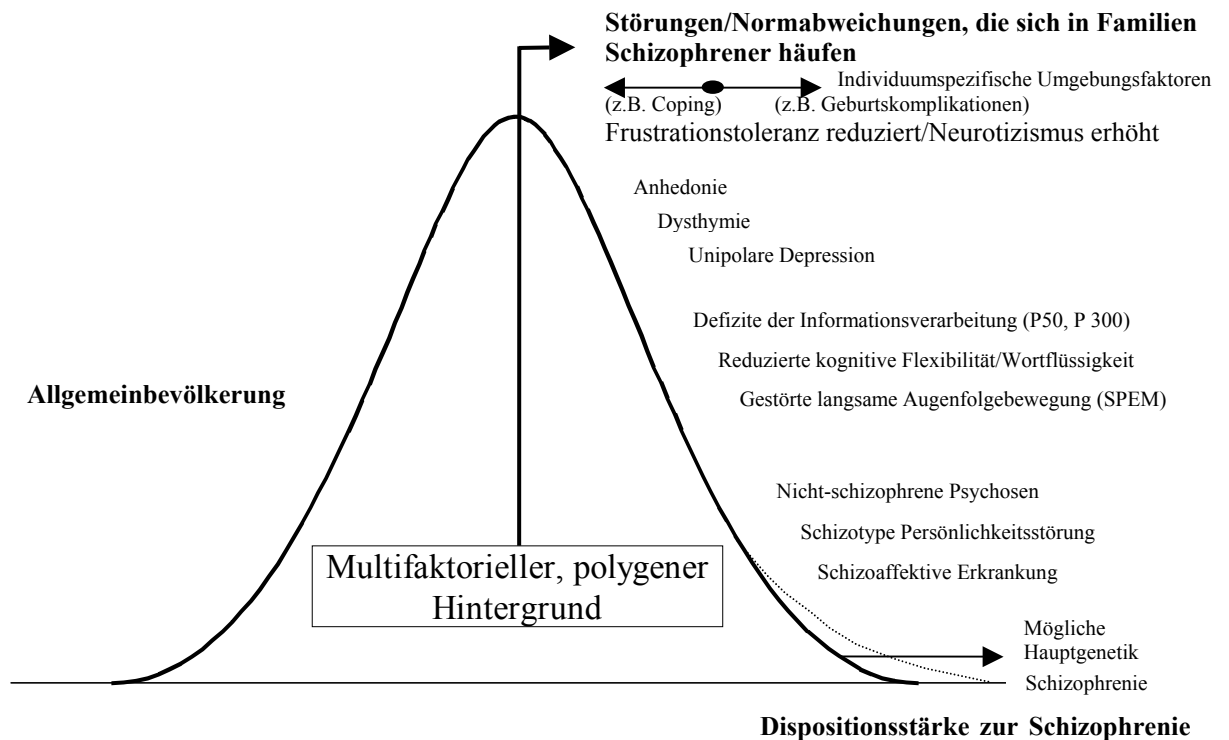 Störungen/Normabweichungen, die sich in Familien
Schizophrener häufen
Individuumspezifische Umgebungsfaktoren
(z.B. Coping) (z.B. Geburtskomplikationen)
Frustrationstoleranz reduziert/Neurotizismus erhöht
Anhedonie
Dysthymie
Unipolare Depression
Defizite der Informationsverarbeitung (P50, P 300)
Reduzierte kognitive Flexibilität/Wortflüssigkeit
Allgemeinbevölkerung
Gestörte langsame Augenfolgebewegung (SPEM)
Nicht-schizophrene Psychosen
Schizotype Persönlichkeitsstörung
Schizoaffektive Erkrankung
Multifaktorieller, polygener
Hintergrund
Mögliche
Hauptgenetik
Schizophrenie
Dispositionsstärke zur Schizophrenie